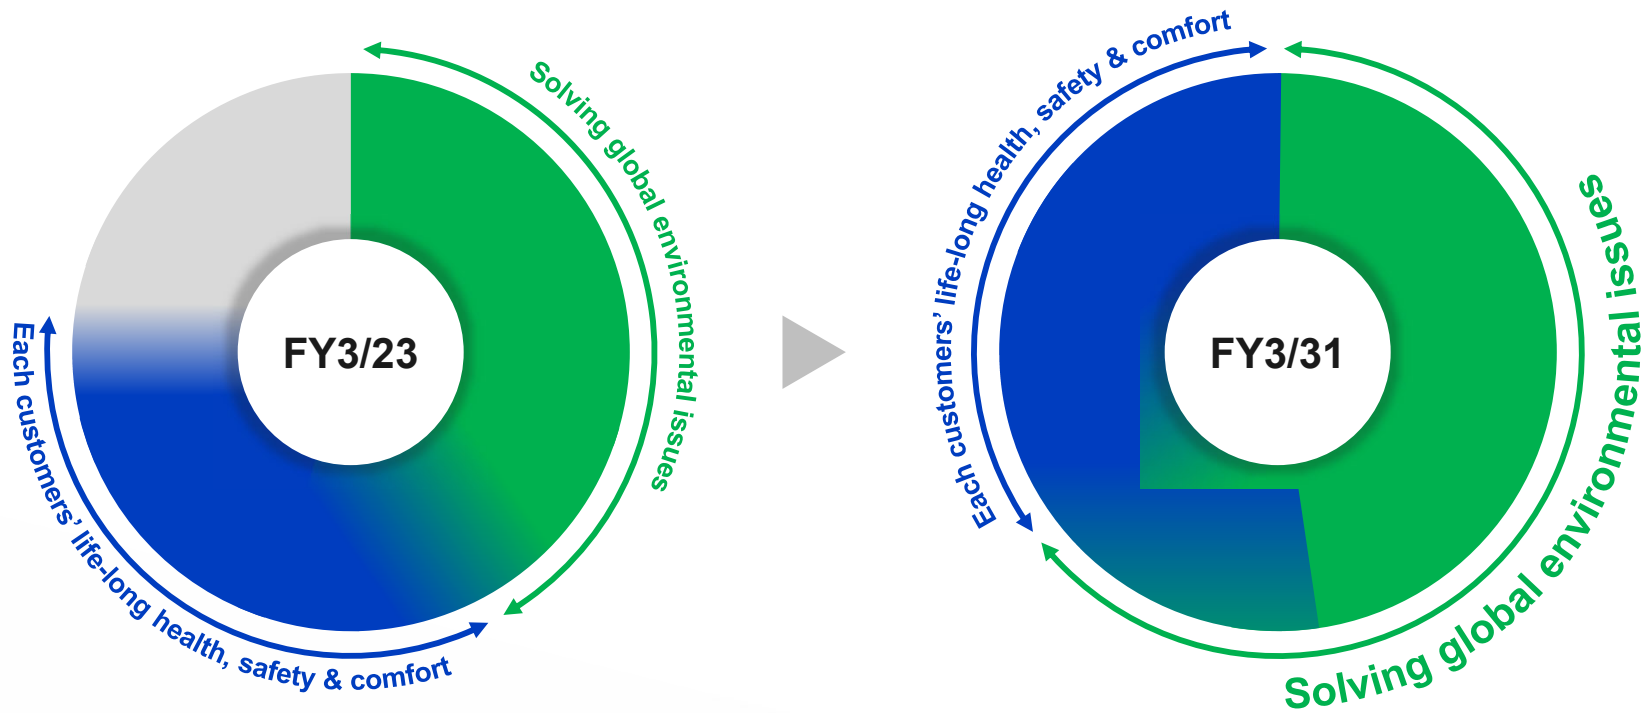 Solving global environmental issues
FY3/23
Each customers’ life-long health, safety & comfort
Each customers’ life-long health, safety & comfort
FY3/31
Solving global environmental issues